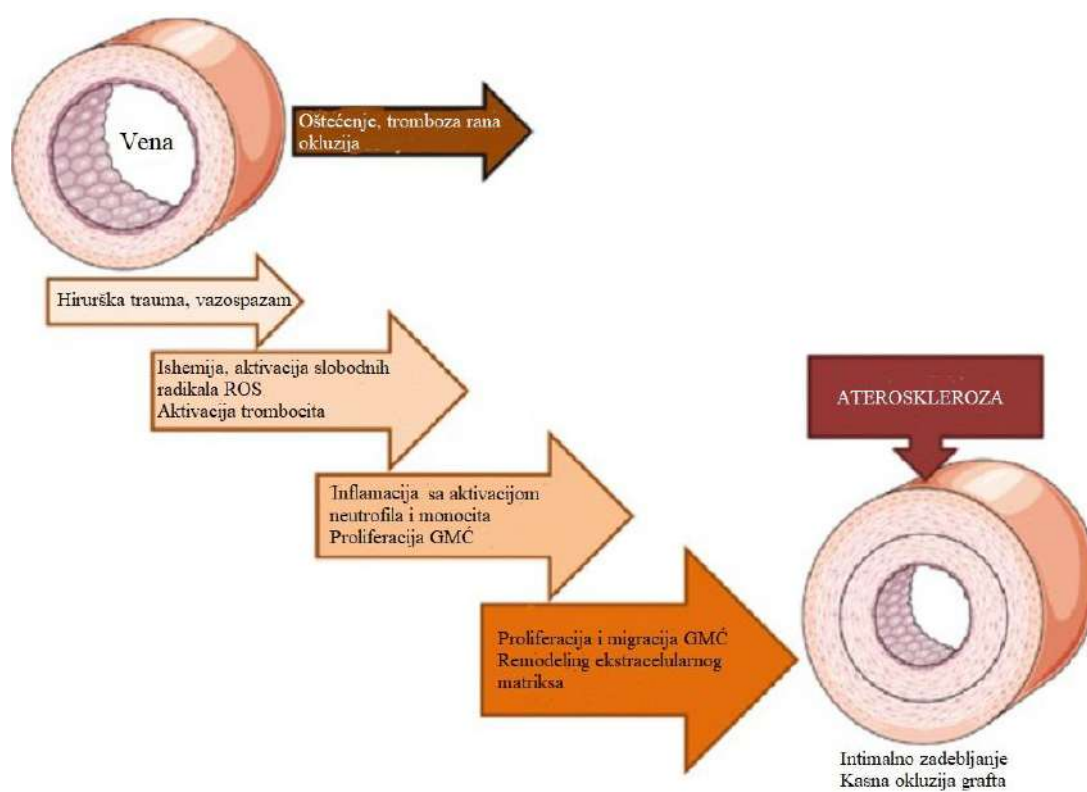 Vena
Oštećenje, tromboza rana
okluzija
Hirurška trauma, vazospazam
Ishemija, aktivacija slobodnih
radikala ROS
Aktivacija trombocita
Inflamacija sa aktivacijom
neutrofila i monocita
Proliferacija GMĆ
Proliferacija i migracija GMĆ
Remodeling ekstracelularnog
matriksa
ATEROSKLEROZA
Intimalno zadebljanje
Kasna okluzija grafta